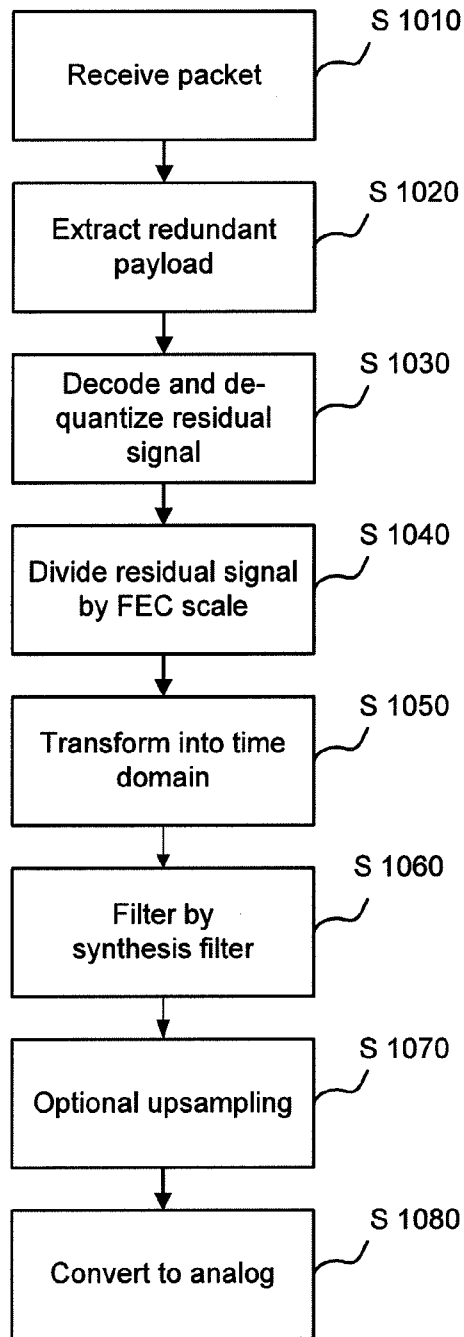 S 1010
Receive packet
S 1020
Extract redundant
payload
S 1030
Decode and de-
quantize residual
signal
S 1040
Divide residual signal
by FEC scale
S 1050
Transform into time
domain
S 1060
Filter by
synthesis filter
S 1070
Optional upsampling
S 1080
Convert to analog